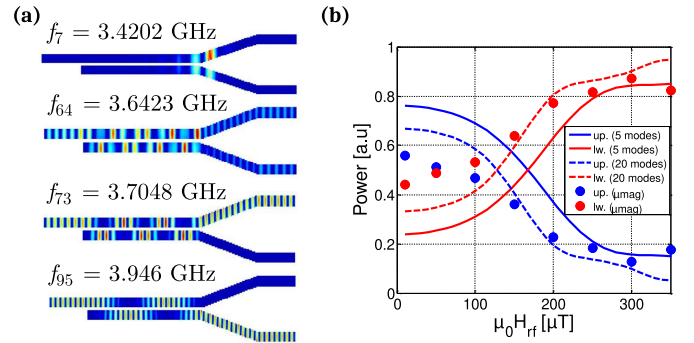 (a)
f7 = 3.4202 GHz
f64 = 3.6423 GHz
f73 = 3.7048 GHz
f95 = 3.946 GHz
(b)
Power [a.u]
1
0.8
0.6
0.4
0.2
0
0
100
200
300
μ0Hrf [μT]
up. (5 modes)
lw. (5 modes)
up. (20 modes)
lw. (20 modes)
up. (μmag)
lw. (μmag)